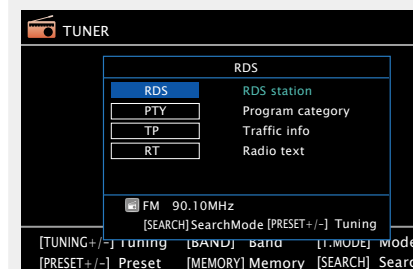 TUNER
RDS
RDS RDS station
PTY Program category
TP Traffic info
RT Radio text
FM 90.10MHz
[SEARCH] SearchMode [PRESET+/-] Tuning
[TUNING+/-] Tuning [BAND] Band [T.MODE] Mode
[PRESET+/-] Preset [MEMORY] Memory [SEARCH] Searc